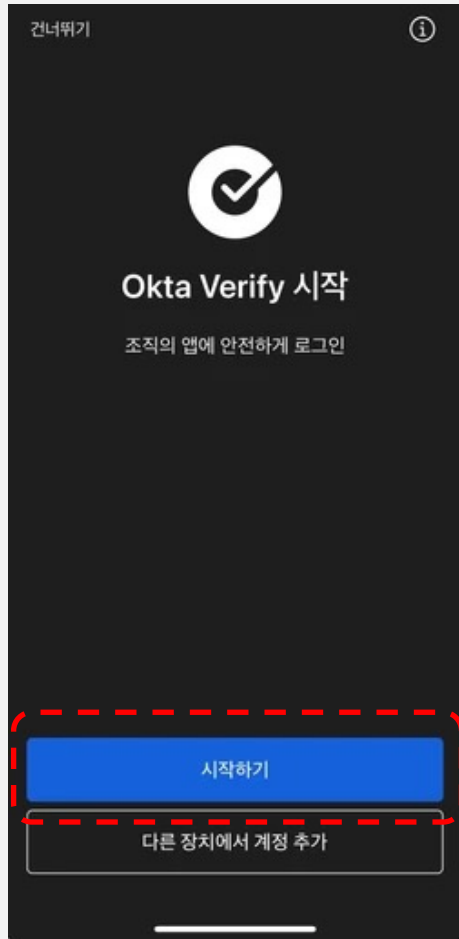 건너뛰기
Okta Verify 시작
조직의 앱에 안전하게 로그인
시작하기
다른 장치에서 계정 추가